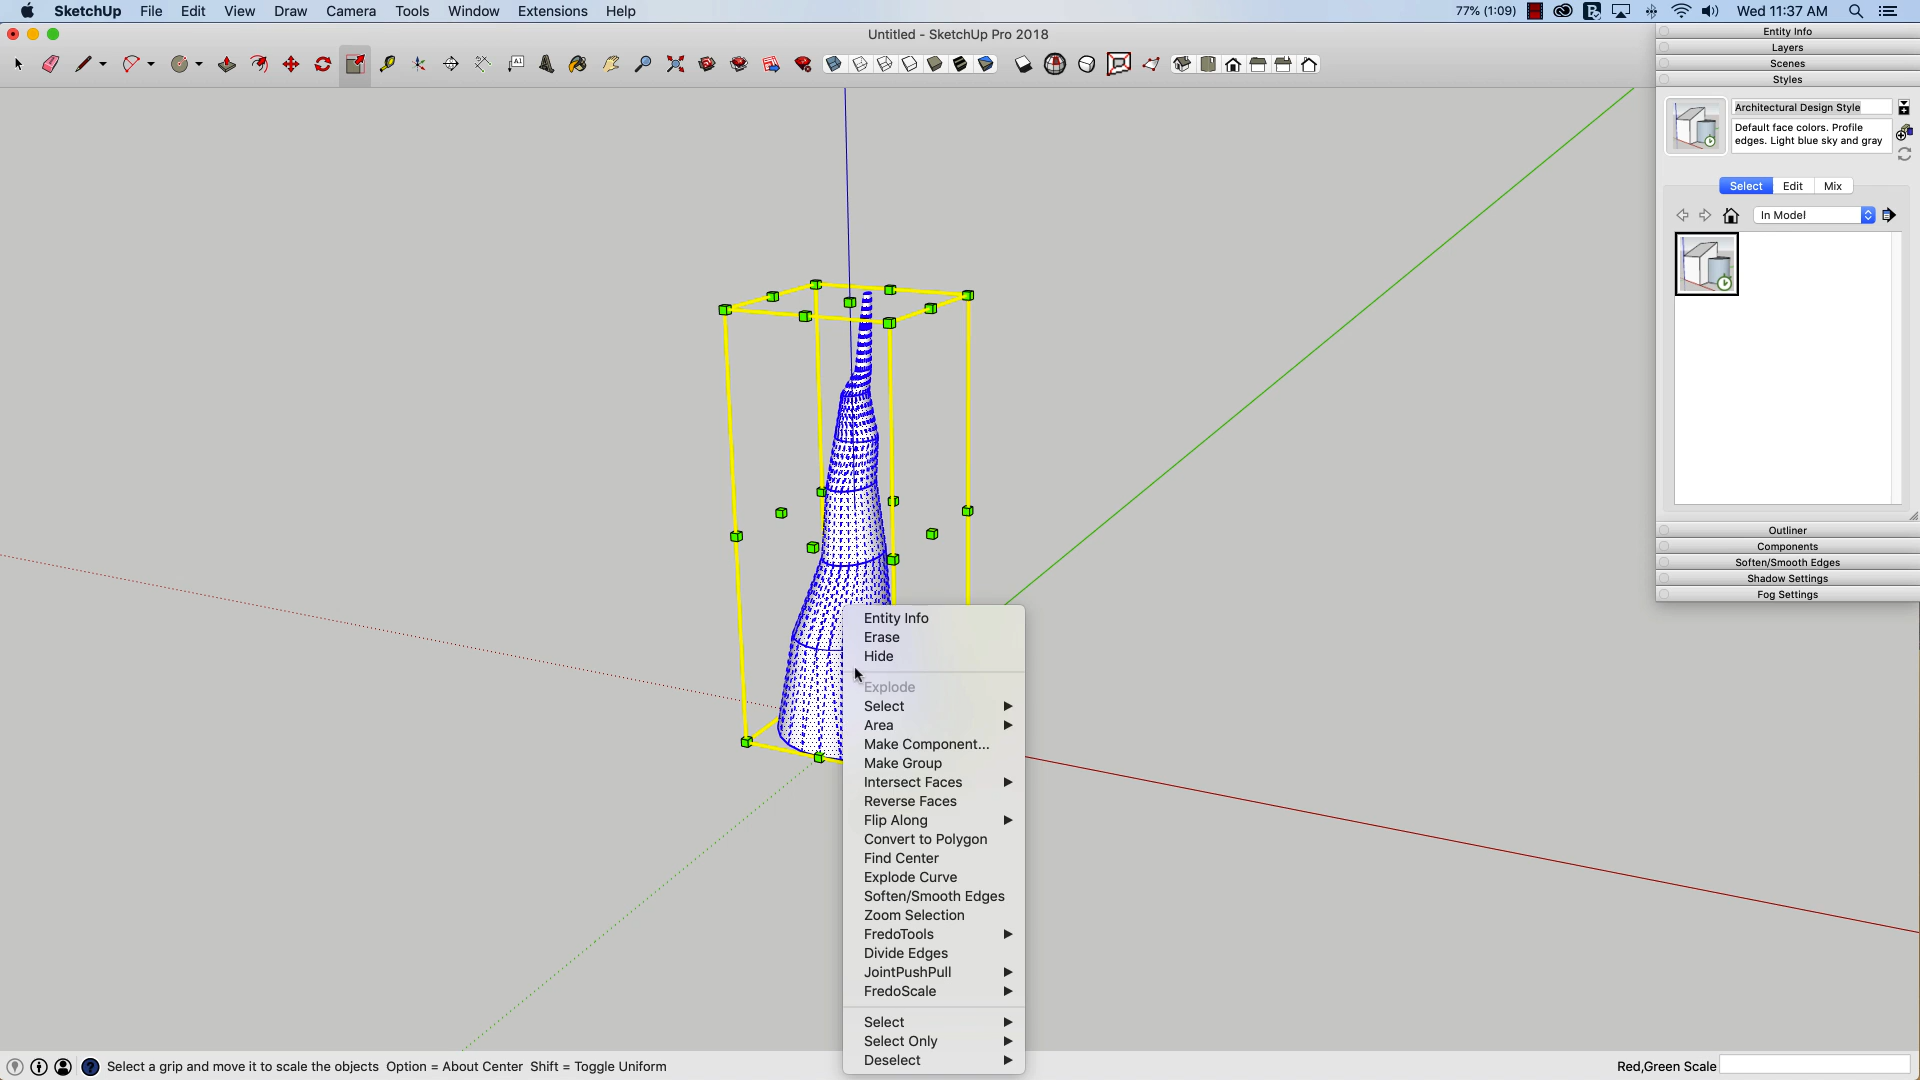 SketchUp File Edit View Draw Camera Tools Window Extensions Help
77% (1:09) Wed 11:37 AM
Untitled - SketchUp Pro 2018
Entity Info
Layers
Scenes
Styles
Architectural Design Style
Default face colors. Profile
edges. Light blue sky and gray
Select Edit Mix
In Model
Outliner
Components
Soften/Smooth Edges
Shadow Settings
Fog Settings
Entity Info
Erase
Hide
Explode
Select
Area
Make Component...
Make Group
Intersect Faces
Reverse Faces
Flip Along
Convert to Polygon
Find Center
Explode Curve
Soften/Smooth Edges
Zoom Selection
FredoTools
Divide Edges
JointPushPull
FredoScale
Select
Select Only
Deselect
Select a grip and move it to scale the objects Option = About Center Shift = Toggle Uniform
Red,Green Scale